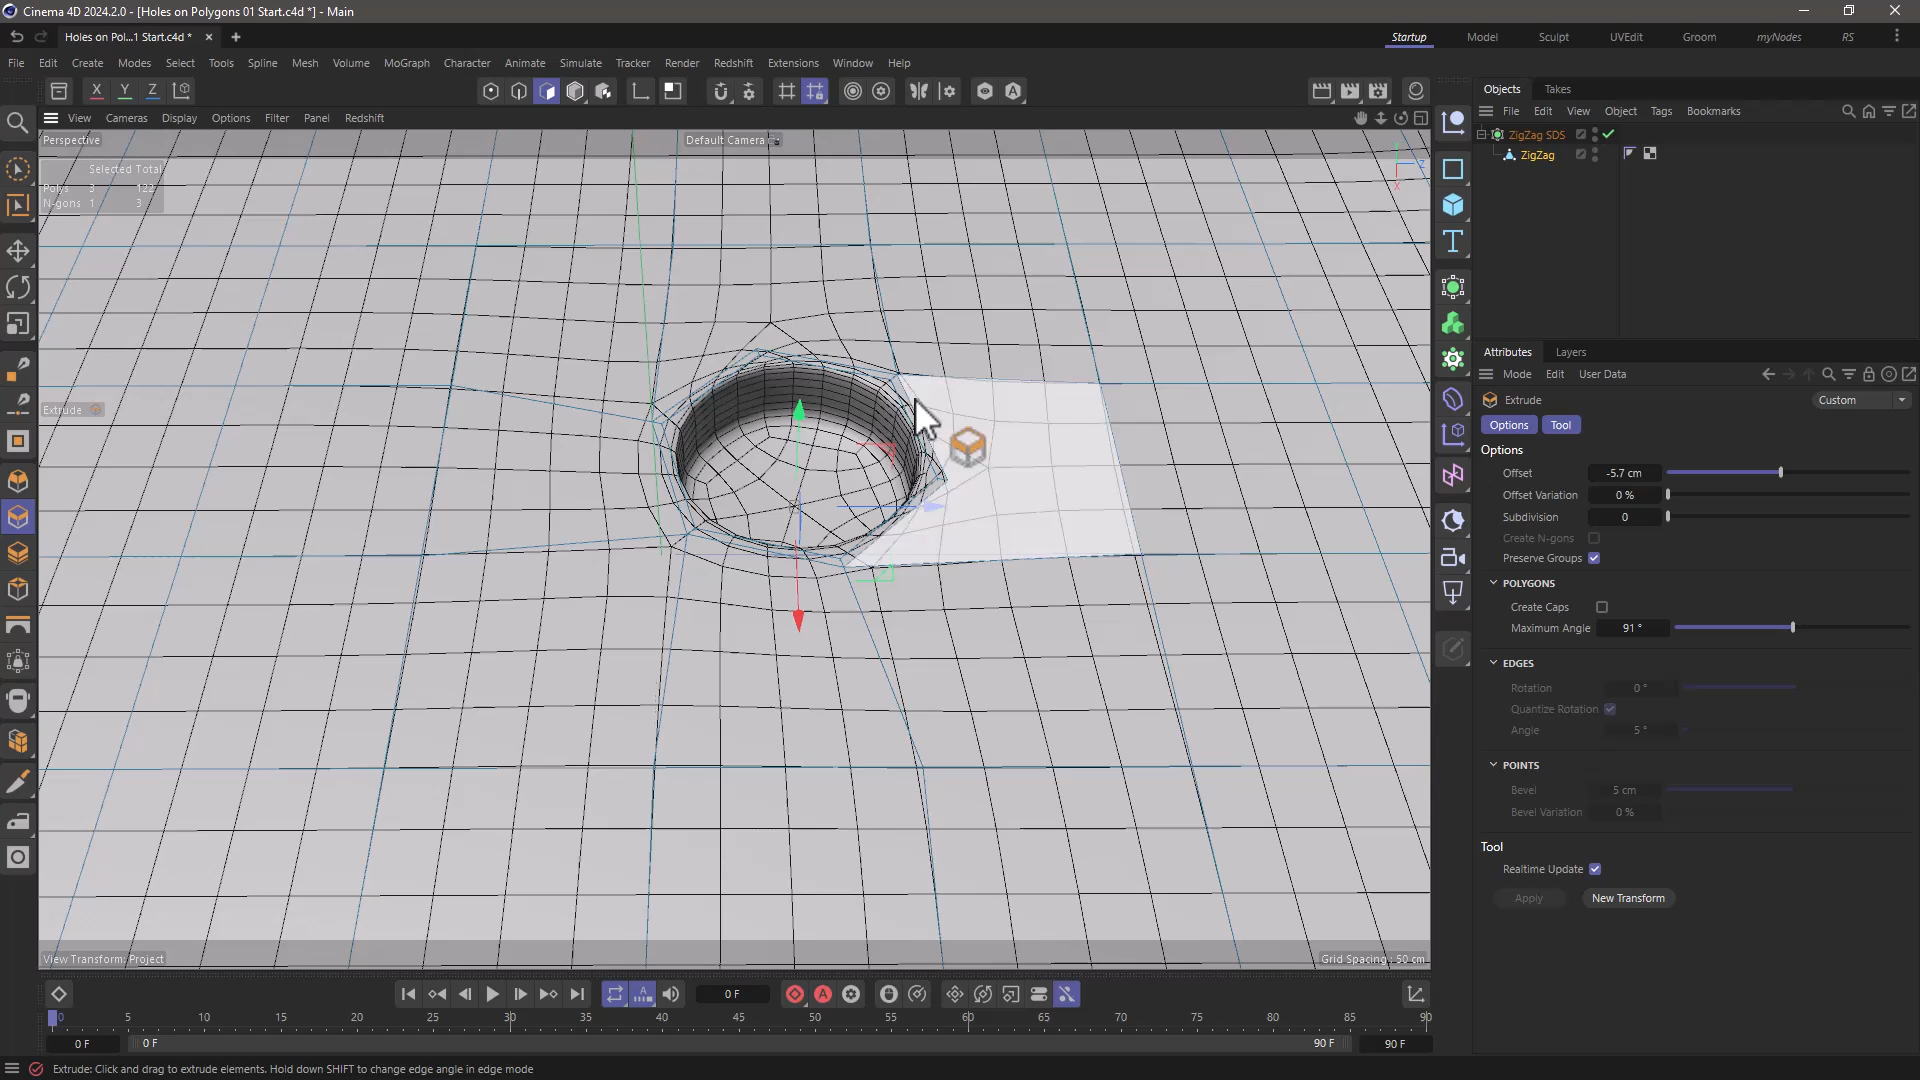 Cinema 4D 2024.2.0 - [Holes on Polygons 01 Start.c4d *] - Main
Holes on Pol...1 Start.c4d *
Startup Model Sculpt UVEdit Groom myNodes RS
File Edit Create Modes Select Tools Spline Mesh Volume MoGraph Character Animate Simulate Tracker Render Redshift Extensions Window Help
X Y Z
Objects Takes
View Cameras Display Options Filter Panel Redshift
File Edit View Object Tags Bookmarks
Perspective
Default Camera
ZigZag SDS
ZigZag
Selected Total
Polys 3 122
N-gons 1 3
Z
X
Extrude
Attributes Layers
Mode Edit User Data
Extrude
Custom
Options Tool
Options
Offset -5.7 cm
Offset Variation 0 %
Subdivision 0
Create N-gons
Preserve Groups
POLYGONS
Create Caps
Maximum Angle 91 °
EDGES
Rotation 0 °
Quantize Rotation
Angle 5 °
POINTS
Bevel 5 cm
Bevel Variation 0 %
Tool
Realtime Update
Apply New Transform
View Transform: Project
Grid Spacing : 50 cm
0 F
0 5 10 15 20 25 30 35 40 45 50 55 60 65 70 75 80 85 90
0 F 0 F 90 F 90 F
Extrude: Click and drag to extrude elements. Hold down SHIFT to change edge angle in edge mode